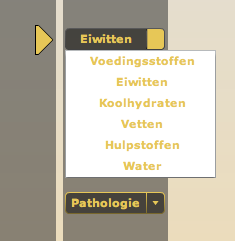 Eiwitten
Voedingsstoffen
Eiwitten
Koolhydraten
Vetten
Hulpstoffen
Water
Pathologie